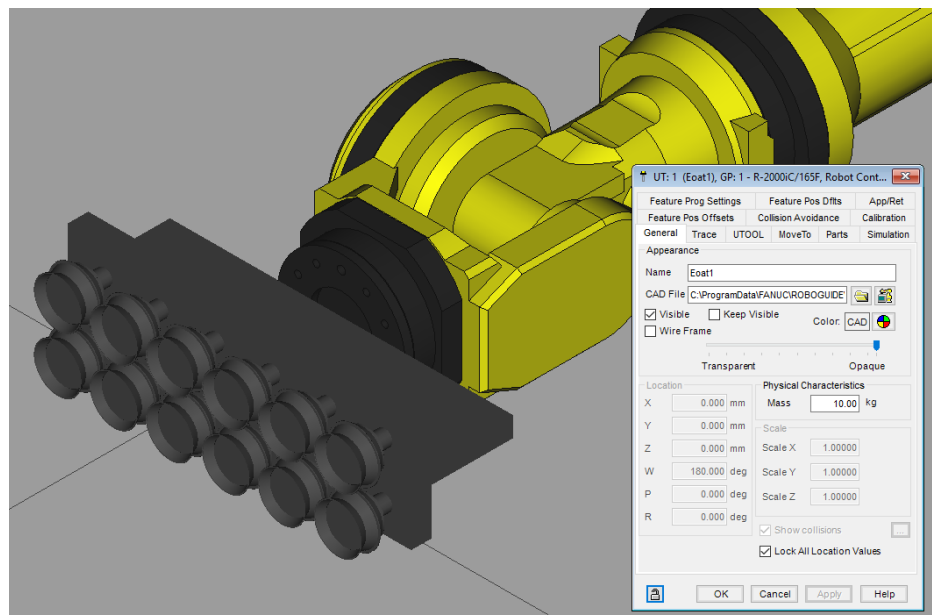 UT: 1 (Eoat1), GP: 1 - R-2000iC/165F, Robot Cont...
Feature Prog Settings Feature Pos Dflts App/Ret
Feature Pos Offsets Collision Avoidance Calibration
General Trace UTOOL MoveTo Parts Simulation
Appearance
Name Eoat1
CAD File C:\ProgramData\FANUC\ROBOGUIDE\
Visible Keep Visible Color: CAD
Wire Frame
Transparent Opaque
Location Physical Characteristics
X 0.000 mm Mass 10.00 kg
Y 0.000 mm Scale
Z 0.000 mm Scale X 1.00000
W 180.000 deg Scale Y 1.00000
P 0.000 deg Scale Z 1.00000
R 0.000 deg
Show collisions ...
Lock All Location Values
OK Cancel Apply Help